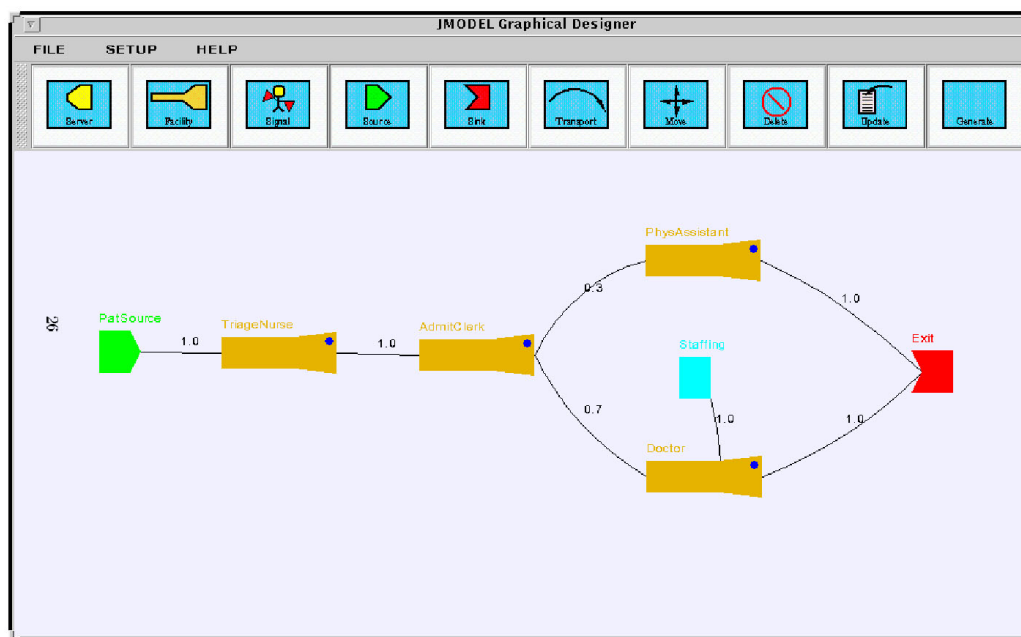 JMODEL Graphical Designer
FILE SETUP HELP
Server Facility Signal Source Sink Transport Move Delete Update Generate
PhysAssistant
0.3
1.0
26
PatSource
1.0
TriageNurse
1.0
AdmitClerk
Staffing
Exit
0.7
1.0
1.0
Doctor